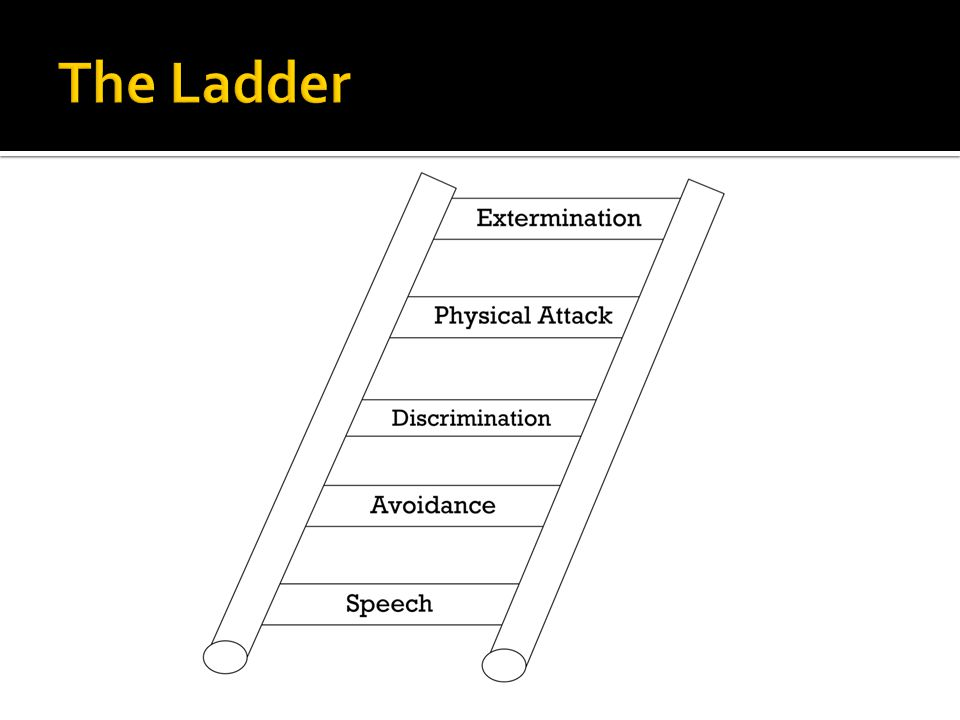 The Ladder
Extermination
Physical Attack
Discrimination
Avoidance
Speech